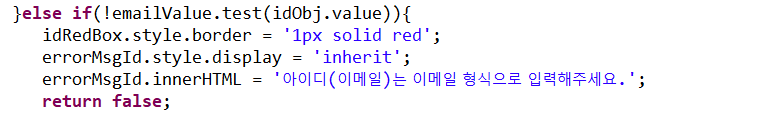 }else if(!emailValue.test(idObj.value)){
idRedBox.style.border = '1px solid red';
errorMsgId.style.display = 'inherit';
errorMsgId.innerHTML = '아이디(이메일)는 이메일 형식으로 입력해주세요.';
return false;